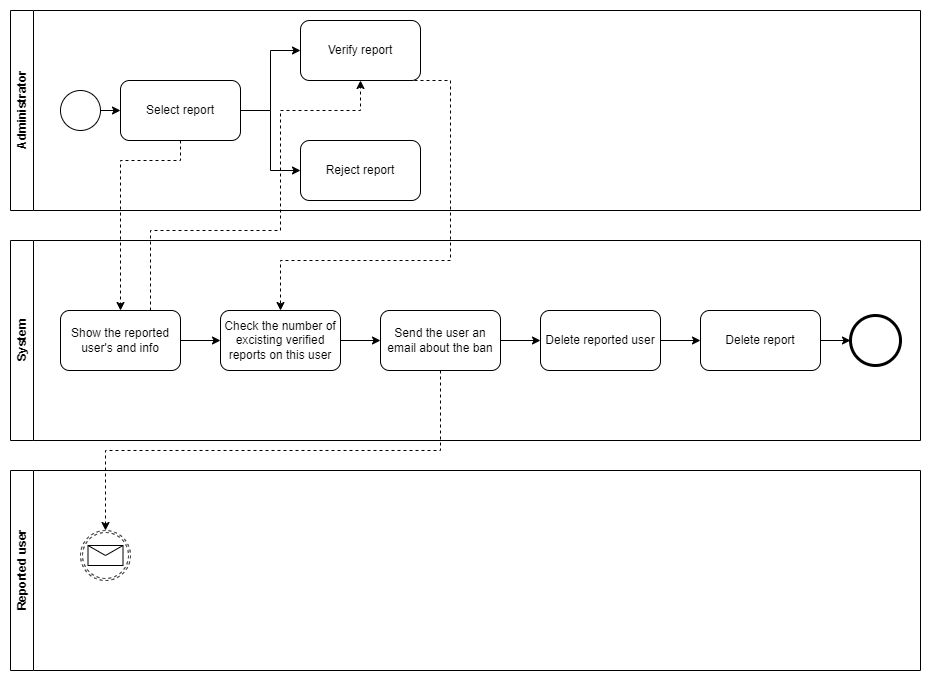 Administrator
Verify report
Select report
Reject report
System
Show the reported
user's and info
Check the number of
excisting verified
reports on this user
Send the user an
email about the ban
Delete reported user
Delete report
Reported user